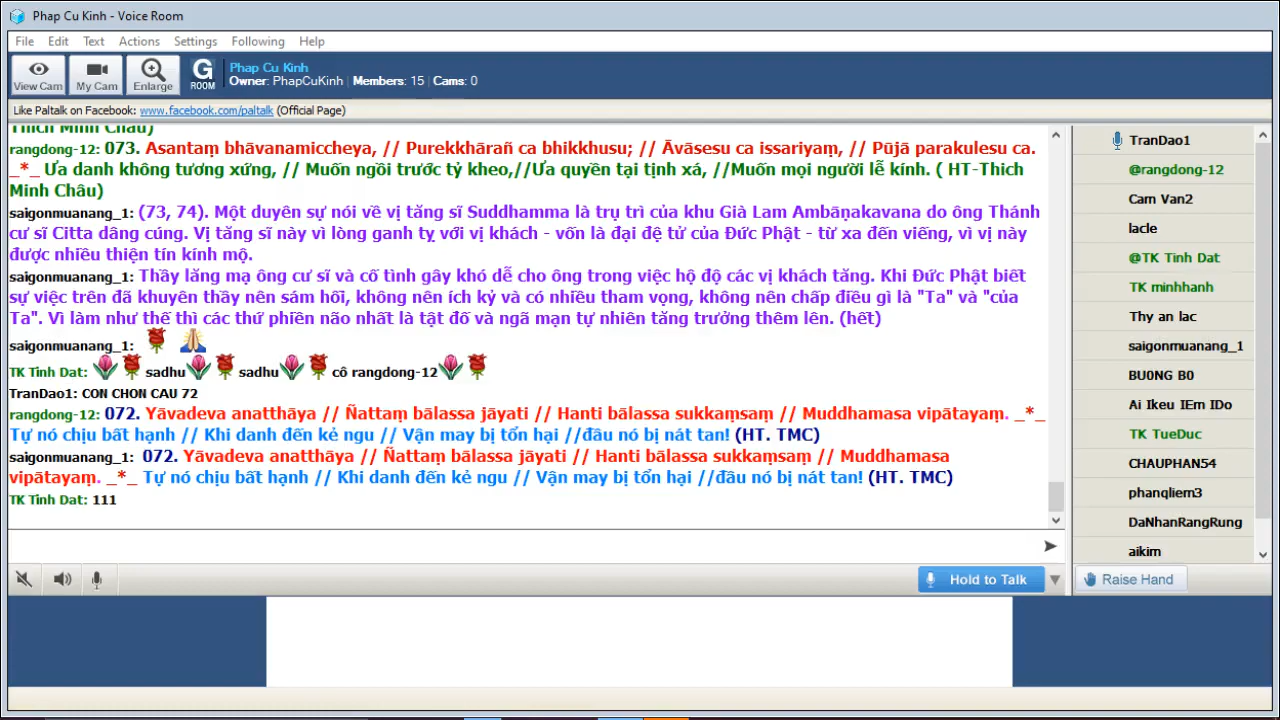 Phap Cu Kinh - Voice Room
File Edit Text Actions Settings Following Help
View Cam My Cam Enlarge G ROOM
Phap Cu Kinh
Owner: PhapCuKinh | Members: 15 | Cams: 0
Like Paltalk on Facebook: www.facebook.com/paltalk (Official Page)
Thích Minh Châu)
rangdong-12: 073. Asantaṃ bhāvanamiccheyya, // Purekkhārañ ca bhikkhusu; // Āvāsesu ca issariyaṃ, // Pūjā parakulesu ca.
_*_ Ưa danh không tương xứng, // Muốn ngồi trước tỷ kheo,//Ưa quyền tại tịnh xá, //Muốn mọi người lễ kính. ( HT-Thich
Minh Châu)
saigonmuanang_1: (73, 74). Một duyên sự nói về vị tăng sĩ Suddhamma là trụ trì của khu Già Lam Ambāṇakavana do ông Thánh
cư sĩ Citta dâng cúng. Vị tăng sĩ này vì lòng ganh tỵ với vị khách - vốn là đại đệ tử của Đức Phật - từ xa đến viếng, vì vị này
được nhiều thiện tín kính mộ.
saigonmuanang_1: Thầy lăng mạ ông cư sĩ và cố tình gây khó dễ cho ông trong việc hộ độ các vị khách tăng. Khi Đức Phật biết
sự việc trên đã khuyên thầy nên sám hối, không nên ích kỷ và có nhiều tham vọng, không nên chấp điều gì là "Ta" và "của
Ta". Vì làm như thế thì các thứ phiền não nhất là tật đố và ngã mạn tự nhiên tăng trưởng thêm lên. (hết)
saigonmuanang_1:
TK Tinh Dat: sadhu sadhu cô rangdong-12
TranDao1: CON CHON CAU 72
rangdong-12: 072. Yāvadeva anatthāya // Ñattaṃ bālassa jāyati // Hanti bālassa sukkaṃsaṃ // Muddhamasa vipātayaṃ. _*_
Tự nó chịu bất hạnh // Khi danh đến kẻ ngu // Vận may bị tổn hại //đầu nó bị nát tan! (HT. TMC)
saigonmuanang_1: 072. Yāvadeva anatthāya // Ñattaṃ bālassa jāyati // Hanti bālassa sukkaṃsaṃ // Muddhamasa
vipātayaṃ. _*_ Tự nó chịu bất hạnh // Khi danh đến kẻ ngu // Vận may bị tổn hại //đầu nó bị nát tan! (HT. TMC)
TK Tinh Dat: 111
Hold to Talk
TranDao1
@rangdong-12
Cam Van2
lacle
@TK Tinh Dat
TK minhhanh
Thy an lac
saigonmuanang_1
BU0NG B0
Ai Ikeu IEm IDo
TK TueDuc
CHAUPHAN54
phanqliem3
DaNhanRangRung
aikim
Raise Hand